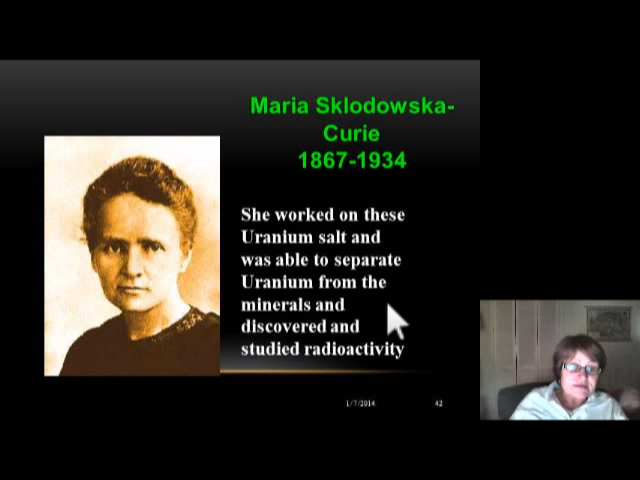 Maria Sklodowska-
Curie
1867-1934
She worked on these
Uranium salt and
was able to separate
Uranium from the
minerals and
discovered and
studied radioactivity
1/7/2014
42